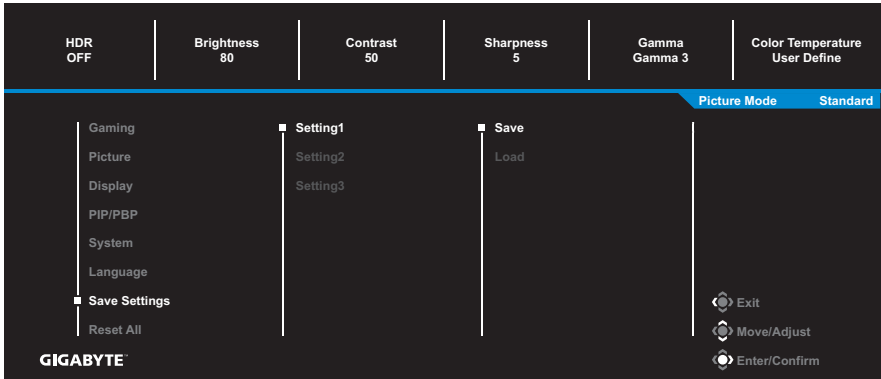 HDR Brightness Contrast Sharpness Gamma Color Temperature
OFF 80 50 5 Gamma 3 User Define
Picture Mode Standard
Gaming Setting1 Save
Picture Setting2 Load
Display Setting3
PIP/PBP
System
Language
Save Settings Exit
Reset All Move/Adjust
GIGABYTE™ Enter/Confirm